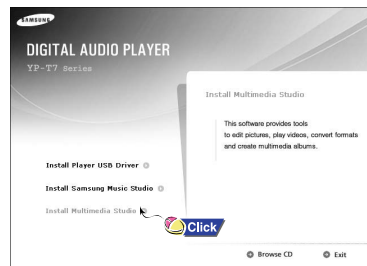 SAMSUNG
DIGITAL AUDIO PLAYER
YP-T7 Series
Install Multimedia Studio
This software provides tools
to edit pictures, play videos, convert formats
and create multimedia albums.
Install Player USB Driver
Install Samsung Music Studio
Install Multimedia Studio
Click
Browse CD
Exit